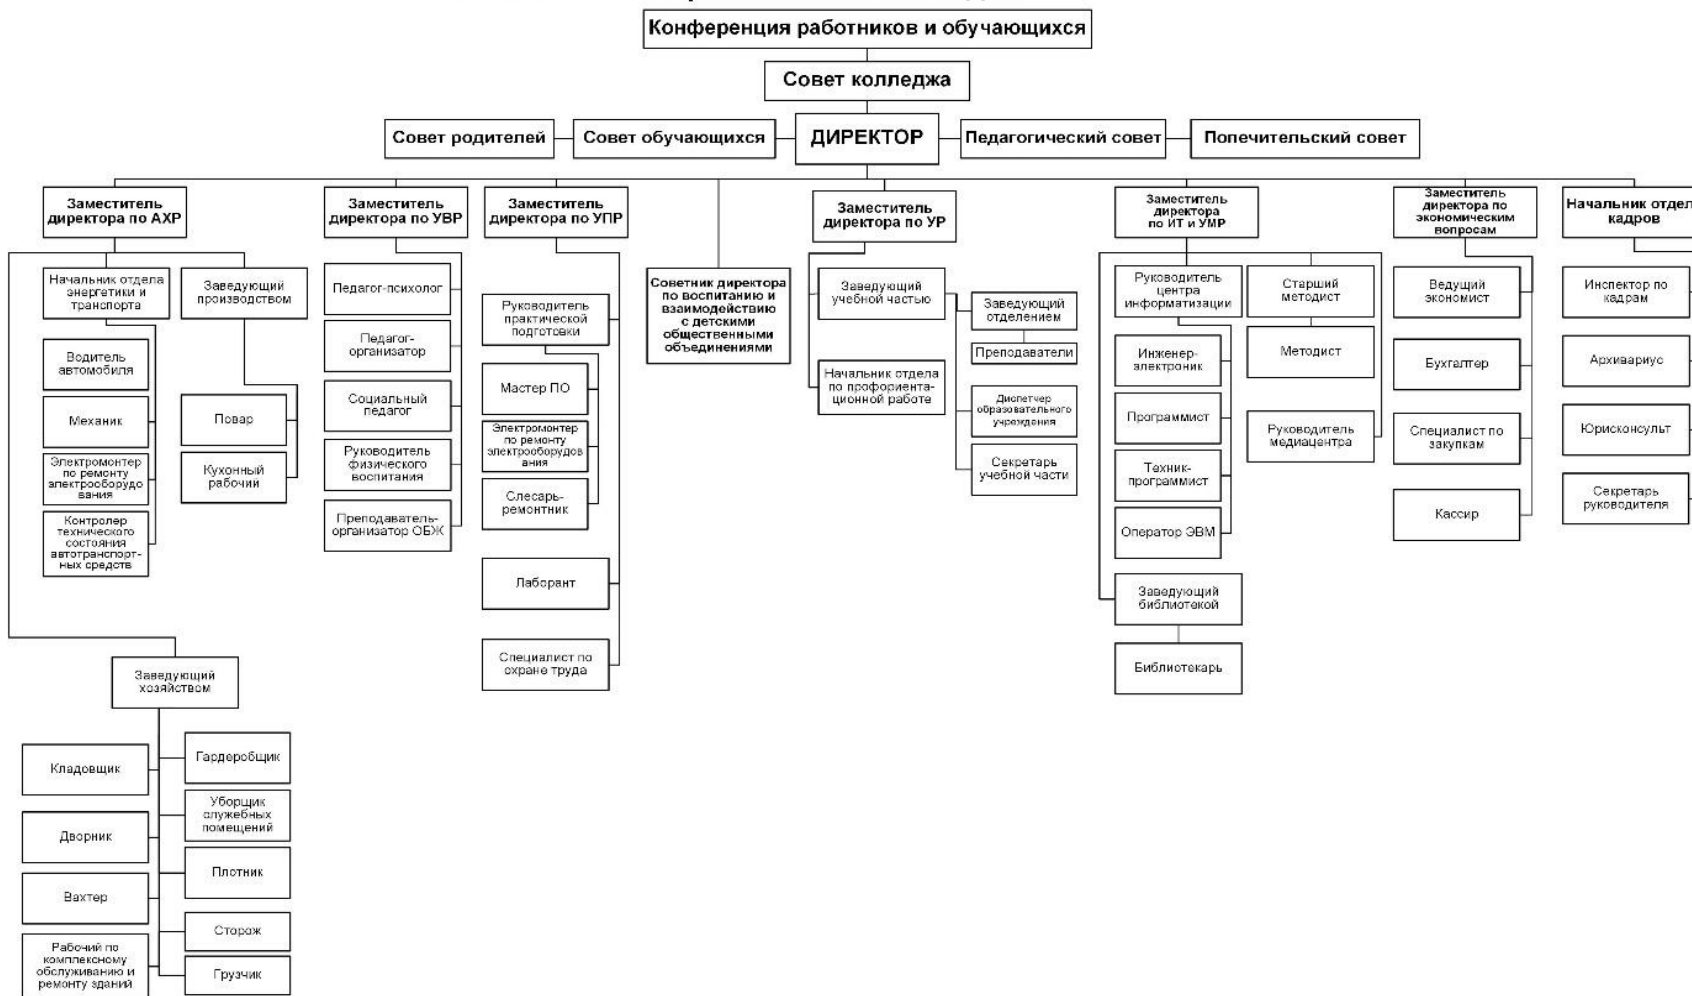 Конференция работников и обучающихся
Совет колледжа
Совет родителей
Совет обучающихся
ДИРЕКТОР
Педагогический совет
Попечительский совет
Заместитель
директора по АХР
Заместитель
директора по УВР
Заместитель
директора по УПР
Заместитель
директора по УР
Заместитель
директора
по ИТ и УМР
Заместитель
директора по
экономическим
вопросам
Начальник отдел
кадров
Начальник отдела
энергетики и
транспорта
Водитель
автомобиля
Механик
Электромонтер
по ремонту
электрооборудо
вания
Контролер
технического
состояния
автотранспорт-
ных средств
Заведующий
производством
Повар
Кухонный
рабочий
Педагог-психолог
Педагог-
организатор
Социальный
педагог
Руководитель
физического
воспитания
Преподаватель-
организатор ОБЖ
Руководитель
практической
подготовки
Мастер ПО
Электромонтер
по ремонту
электрооборудов
ания
Слесарь-
ремонтник
Лаборант
Специалист по
охране труда
Советник директора
по воспитанию и
взаимодействию
с детскими
общественными
объединениями
Заведующий
учебной частью
Начальник отдела
по профориента-
ционной работе
Заведующий
отделением
Преподаватели
Диспетчер
образовательного
учреждения
Секретарь
учебной части
Руководитель
центра
информатизации
Инженер-
электроник
Программист
Техник-
программист
Оператор ЭВМ
Заведующий
библиотекой
Библиотекарь
Старший
методист
Методист
Руководитель
медиацентра
Ведущий
экономист
Бухгалтер
Специалист по
закупкам
Кассир
Инспектор по
кадрам
Архивариус
Юрисконсульт
Секретарь
руководителя
Заведующий
хозяйством
Кладовщик
Дворник
Вахтер
Рабочий по
комплексному
обслуживанию и
ремонту зданий
Гардеробщик
Уборщик
служебных
помещений
Плотник
Сторож
Грузчик